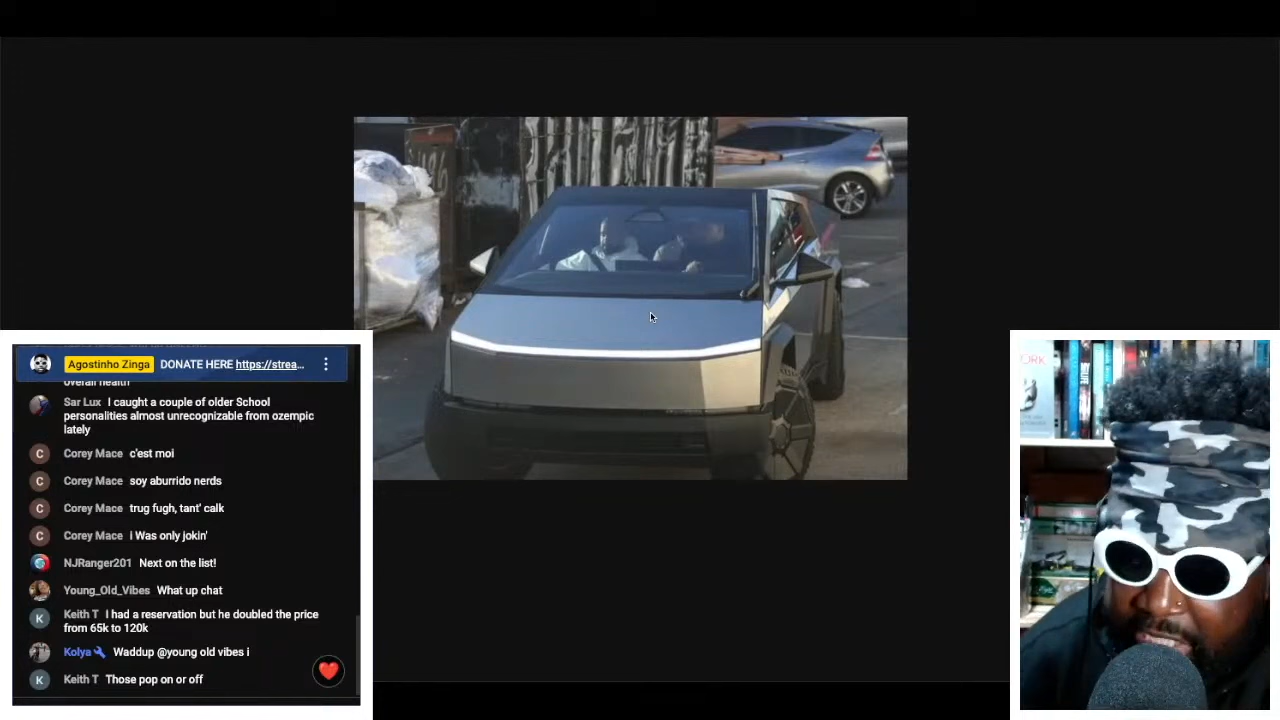 Agostinho Zinga DONATE HERE https://strea...
overall health
Sar Lux I caught a couple of older School
personalities almost unrecognizable from ozempic
lately
Corey Mace c'est moi
Corey Mace soy aburrido nerds
Corey Mace trug fugh, tant' calk
Corey Mace i Was only jokin'
NJRanger201 Next on the list!
Young_Old_Vibes What up chat
Keith T I had a reservation but he doubled the price
from 65k to 120k
Kolya Waddup @young old vibes i
Keith T Those pop on or off
C
C
C
C
K
K
ORK